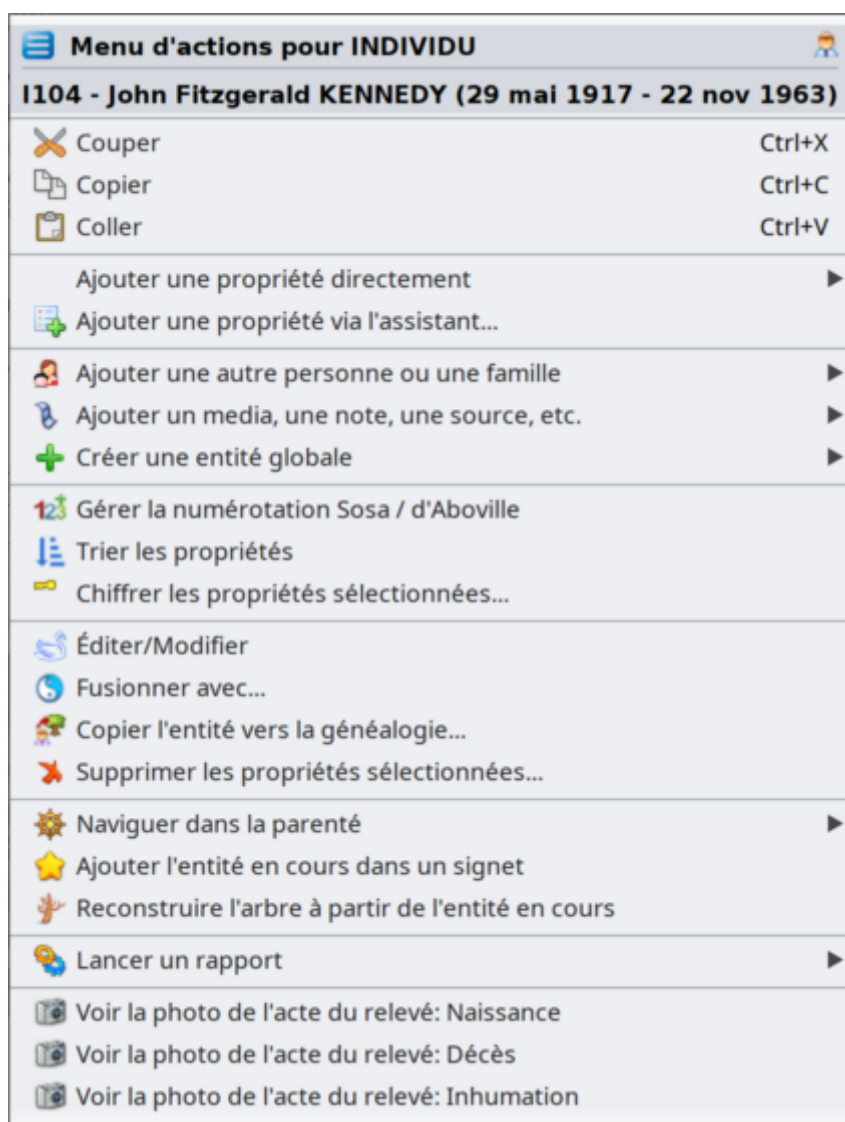 Menu d'actions pour INDIVIDU
I104 - John Fitzgerald KENNEDY (29 mai 1917 - 22 nov 1963)
Couper Ctrl+X
Copier Ctrl+C
Coller Ctrl+V
Ajouter une propriété directement
Ajouter une propriété via l'assistant...
Ajouter une autre personne ou une famille
Ajouter un media, une note, une source, etc.
Créer une entité globale
Gérer la numérotation Sosa / d'Aboville
Trier les propriétés
Chiffrer les propriétés sélectionnées...
Éditer/Modifier
Fusionner avec...
Copier l'entité vers la généalogie...
Supprimer les propriétés sélectionnées...
Naviguer dans la parenté
Ajouter l'entité en cours dans un signet
Reconstruire l'arbre à partir de l'entité en cours
Lancer un rapport
Voir la photo de l'acte du relevé: Naissance
Voir la photo de l'acte du relevé: Décès
Voir la photo de l'acte du relevé: Inhumation